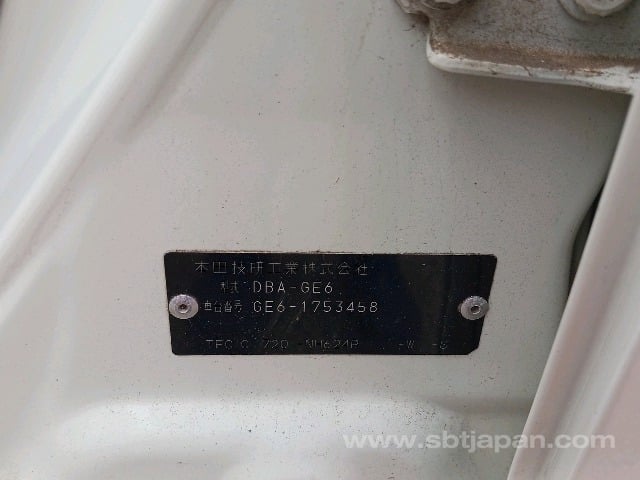 本田技研工業株式会社
型式 DBA-GE6
車台番号 GE6-1753458
-W
www.sbtjapan.com